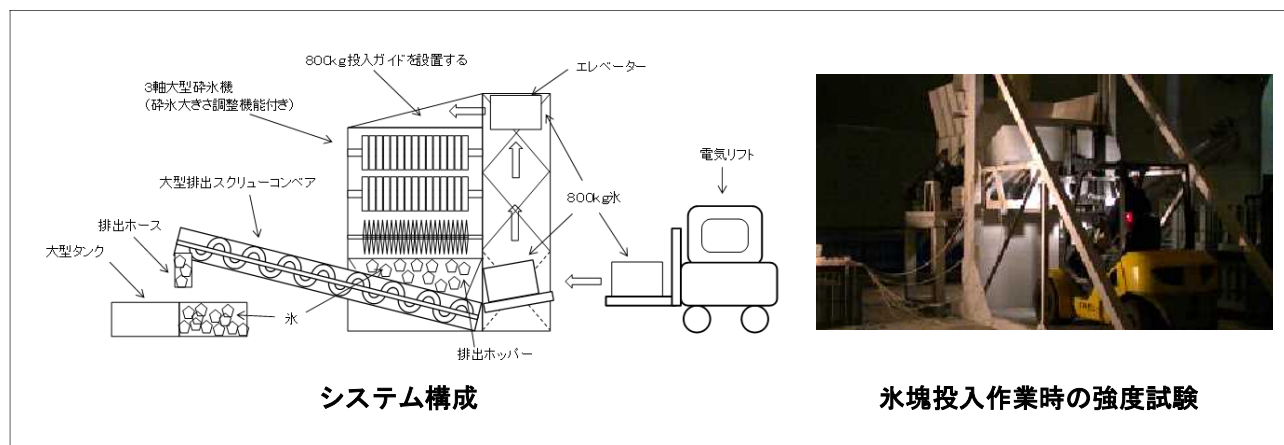 800kg投入ガイドを設置する
エレベーター
3軸大型砕氷機
(砕氷大きさ調整機能付き)
電気リフト
大型排出スクリューコンベア
800kg氷
排出ホース
大型タンク
氷
排出ホッパー
システム構成
氷塊投入作業時の強度試験